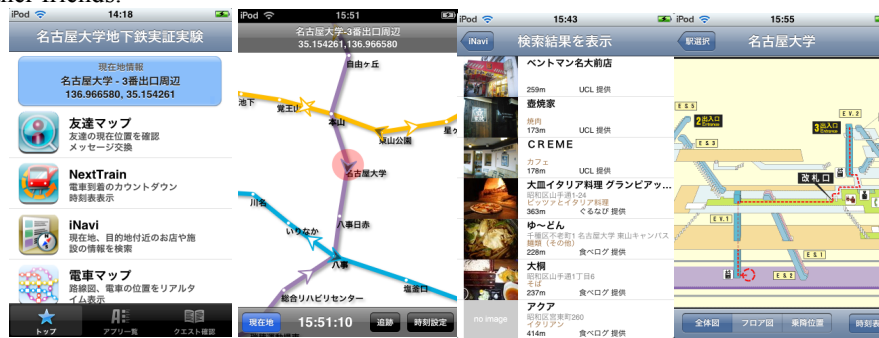 ner friends.
iPod 14:18
名古屋大学地下鉄実証実験
現在地情報
名古屋大学 - 3番出口周辺
136.966580, 35.154261
友達マップ
友達の現在位置を確認
メッセージ交換
NextTrain
電車到着のカウントダウン
時刻表表示
iNavi
現在地、目的地付近のお店や施
設の情報を検索
電車マップ
路線図、電車の位置をリアルタ
イム表示
トップ
アプリ一覧
クエスト確認
iPod 15:51
名古屋大学-3番出口周辺
35.154261,136.966580
自由ヶ丘
池下
覚王山
本山
東山公園
星ヶ
名古屋大学
川名
八事日赤
いりなか
八事
塩釜口
総合リハビリセンター
現在地
15:51:10
追跡
時刻設定
iPod 15:43
iNavi
検索結果を表示
ベントマン名大前店
259m UCL 提供
壺焼家
焼肉
173m UCL 提供
CREME
カフェ
178m UCL 提供
大皿イタリア料理 グランピアッ...
昭和区山手通1-24
ピッツァとイタリア料理
363m ぐるなび 提供
ゆ～どん
千種区不老町1 名古屋大学 東山キャンパス
麺類（その他）
228m 食べログ 提供
大桐
昭和区山手通1丁目6
そば
237m 食べログ 提供
no image
アクア
昭和区宮東町260
イタリアン
414m 食べログ 提供
iPod 15:55
駅選択
名古屋大学
ES5
2出入口
Entrance
3出入口
Entrance
EV.2
ES3
改札口
EV.1
ES1
ES2
全体図
フロア図
乗降位置
時刻表